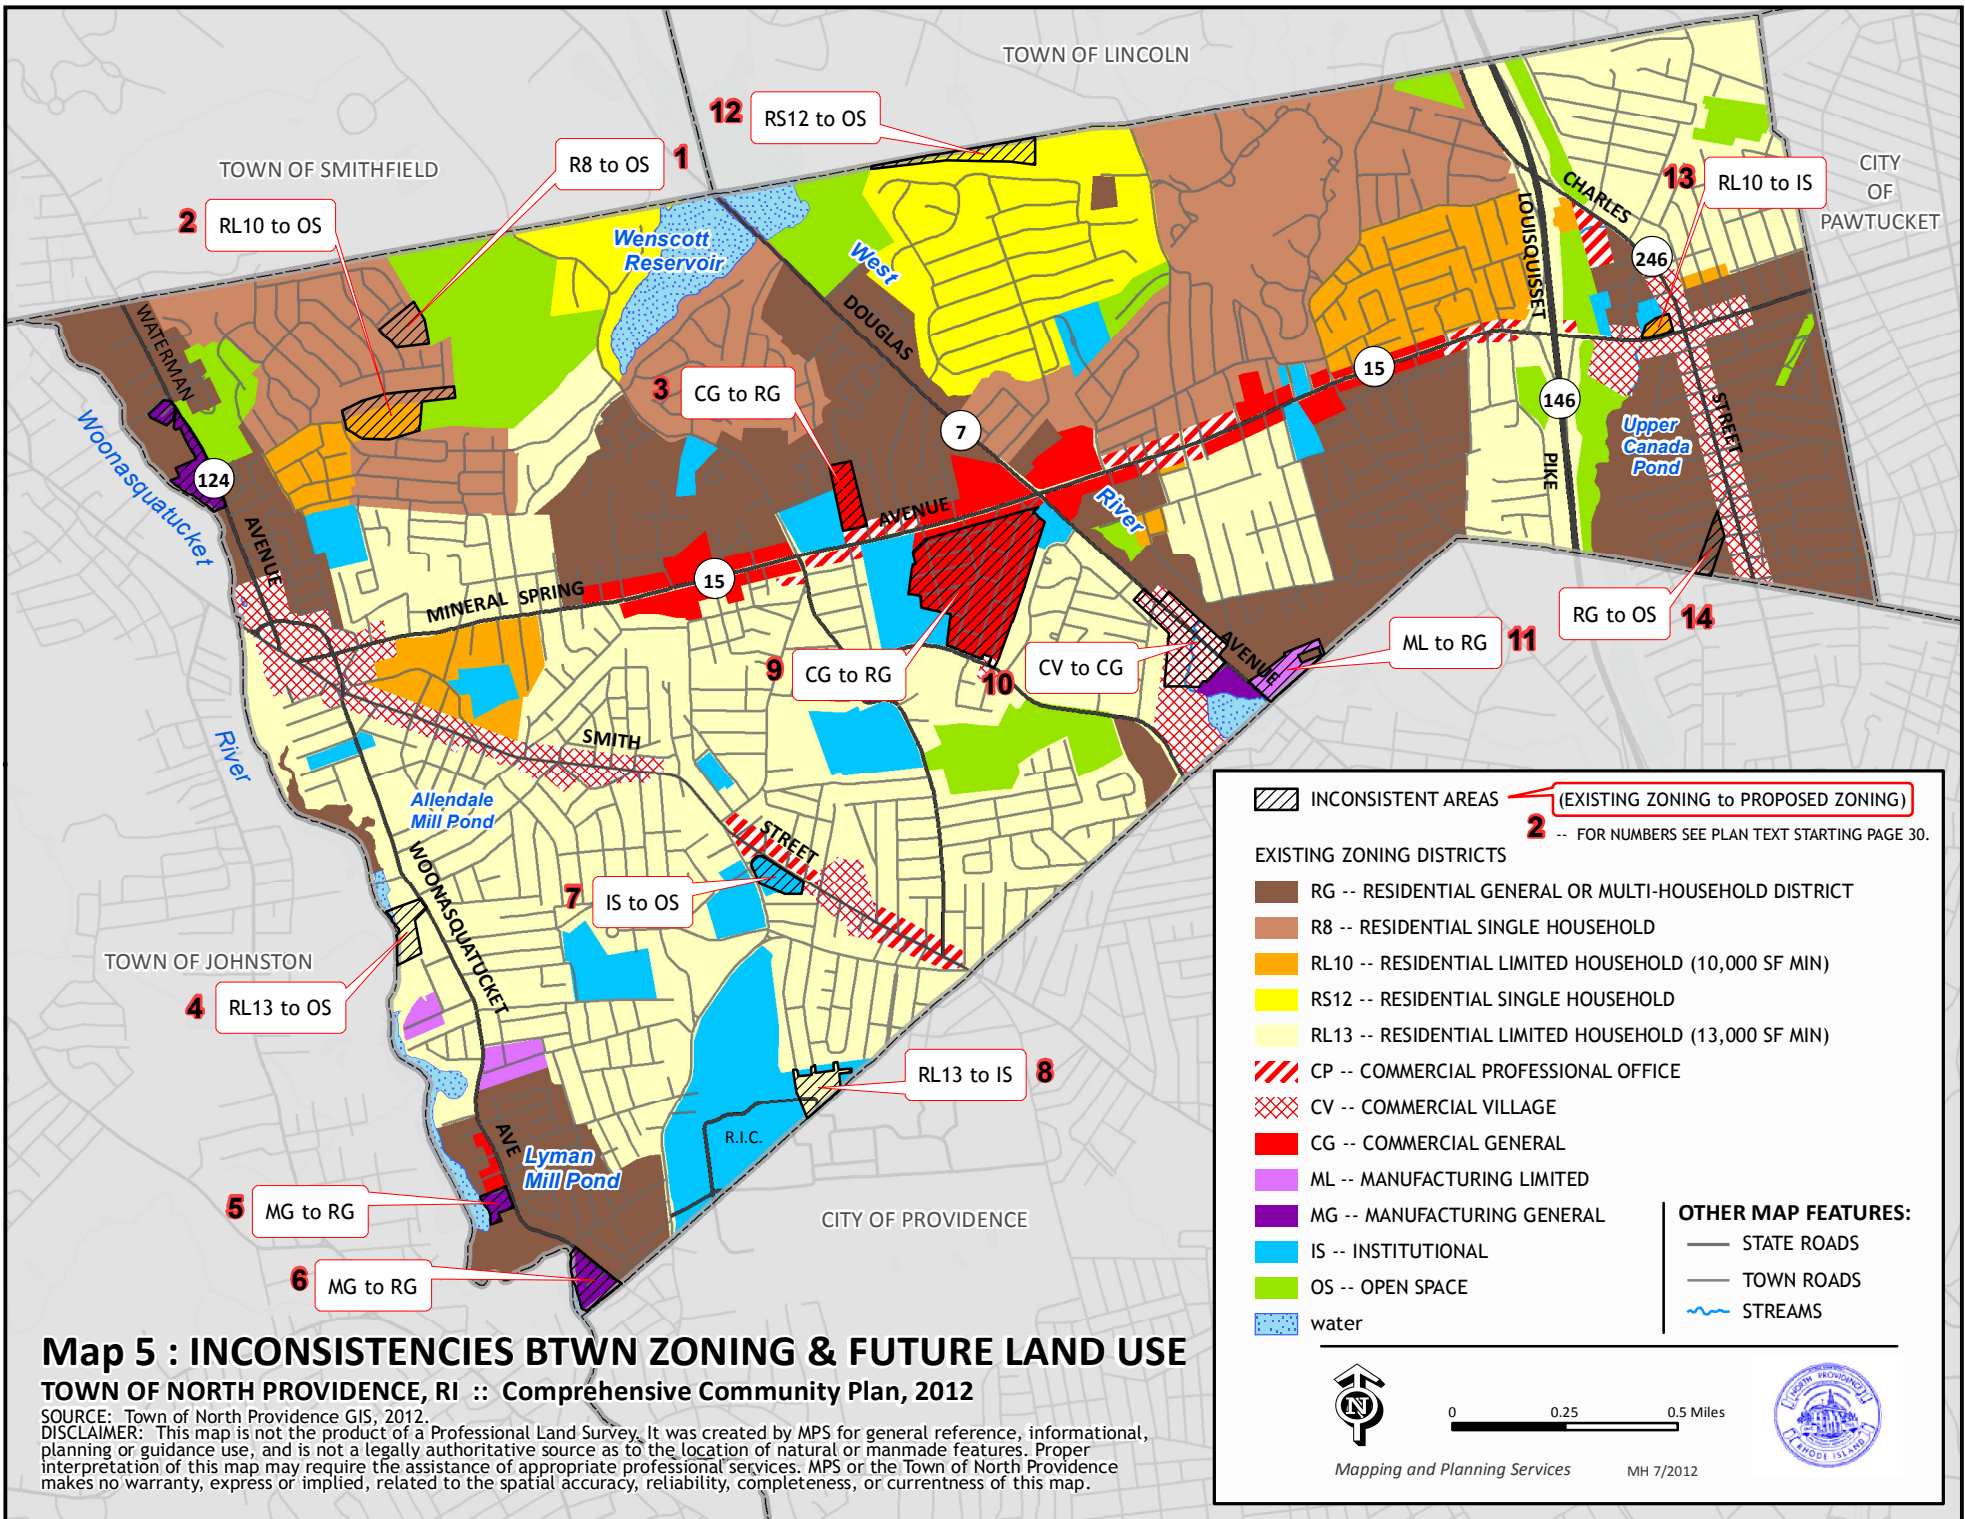 TOWN OF LINCOLN
12
RS12 to OS
TOWN OF SMITHFIELD
R8 to OS
1
CITY
OF
PAWTUCKET
13
RL10 to IS
2
RL10 to OS
CHARLES
LOUISQUISSET
Wenscott
Reservoir
West
246
WATERMAN
DOUGLAS
3
CG to RG
15
146
STREET
7
Upper
Canada
Pond
Woonasquatucket
124
PIKE
River
AVENUE
AVENUE
15
MINERAL SPRING
RG to OS
14
ML to RG
11
AVENUE
9
CG to RG
10
CV to CG
River
SMITH
Allendale
Mill Pond
STREET
WOONASQUATUCKET
7
IS to OS
TOWN OF JOHNSTON
4
RL13 to OS
RL13 to IS
8
R.I.C.
AVE
Lyman
Mill Pond
5
MG to RG
CITY OF PROVIDENCE
6
MG to RG
INCONSISTENT AREAS
(EXISTING ZONING to PROPOSED ZONING)
2 -- FOR NUMBERS SEE PLAN TEXT STARTING PAGE 30.
EXISTING ZONING DISTRICTS
RG -- RESIDENTIAL GENERAL OR MULTI-HOUSEHOLD DISTRICT
R8 -- RESIDENTIAL SINGLE HOUSEHOLD
RL10 -- RESIDENTIAL LIMITED HOUSEHOLD (10,000 SF MIN)
RS12 -- RESIDENTIAL SINGLE HOUSEHOLD
RL13 -- RESIDENTIAL LIMITED HOUSEHOLD (13,000 SF MIN)
CP -- COMMERCIAL PROFESSIONAL OFFICE
CV -- COMMERCIAL VILLAGE
CG -- COMMERCIAL GENERAL
ML -- MANUFACTURING LIMITED
MG -- MANUFACTURING GENERAL
IS -- INSTITUTIONAL
OS -- OPEN SPACE
water
OTHER MAP FEATURES:
STATE ROADS
TOWN ROADS
STREAMS
N
0 0.25 0.5 Miles
Mapping and Planning Services MH 7/2012
NORTH PROVIDENCE
RHODE ISLAND
Map 5 : INCONSISTENCIES BTWN ZONING & FUTURE LAND USE
TOWN OF NORTH PROVIDENCE, RI :: Comprehensive Community Plan, 2012
SOURCE: Town of North Providence GIS, 2012.
DISCLAIMER: This map is not the product of a Professional Land Survey. It was created by MPS for general reference, informational,
planning or guidance use, and is not a legally authoritative source as to the location of natural or manmade features. Proper
interpretation of this map may require the assistance of appropriate professional services. MPS or the Town of North Providence
makes no warranty, express or implied, related to the spatial accuracy, reliability, completeness, or currentness of this map.